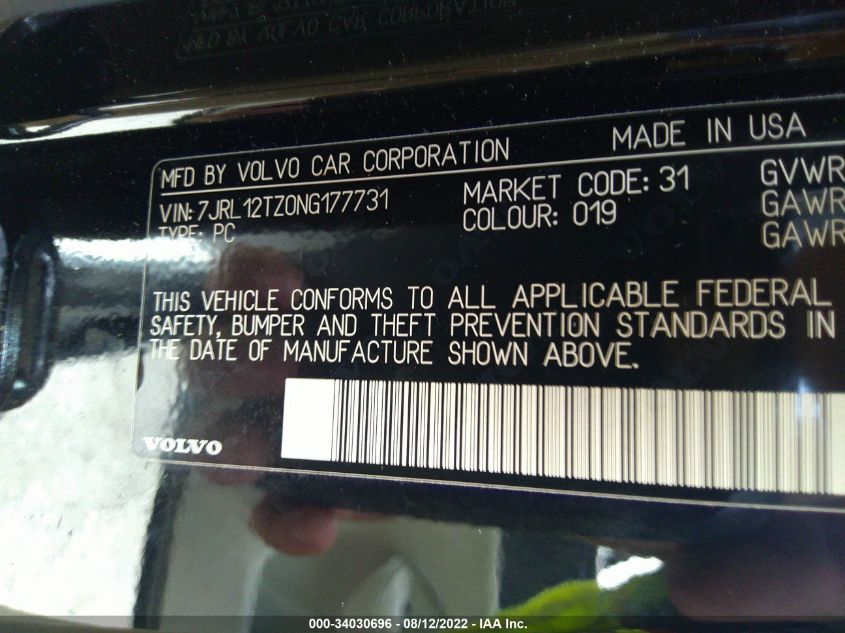 MFD BY VOLVO CAR CORPORATION MADE IN USA
VIN: 7JRL12TZ0NG177731 MARKET CODE: 31 GVWR
TYPE: PC COLOUR: 019 GAWR
GAWR
THIS VEHICLE CONFORMS TO ALL APPLICABLE FEDERAL
SAFETY, BUMPER AND THEFT PREVENTION STANDARDS IN
THE DATE OF MANUFACTURE SHOWN ABOVE.
VOLVO
000-34030696 - 08/12/2022 - IAA Inc.